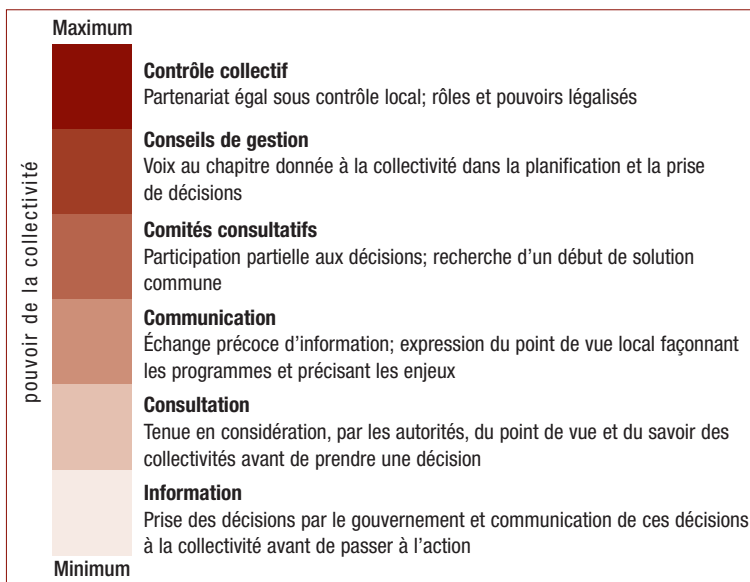 Maximum
pouvoir de la collectivité
Contrôle collectif
Partenariat égal sous contrôle local; rôles et pouvoirs légalisés
Conseils de gestion
Voix au chapitre donnée à la collectivité dans la planification et la prise
de décisions
Comités consultatifs
Participation partielle aux décisions; recherche d'un début de solution
commune
Communication
Échange précoce d'information; expression du point de vue local façonnant
les programmes et précisant les enjeux
Consultation
Tenue en considération, par les autorités, du point de vue et du savoir des
collectivités avant de prendre une décision
Information
Prise des décisions par le gouvernement et communication de ces décisions
à la collectivité avant de passer à l'action
Minimum